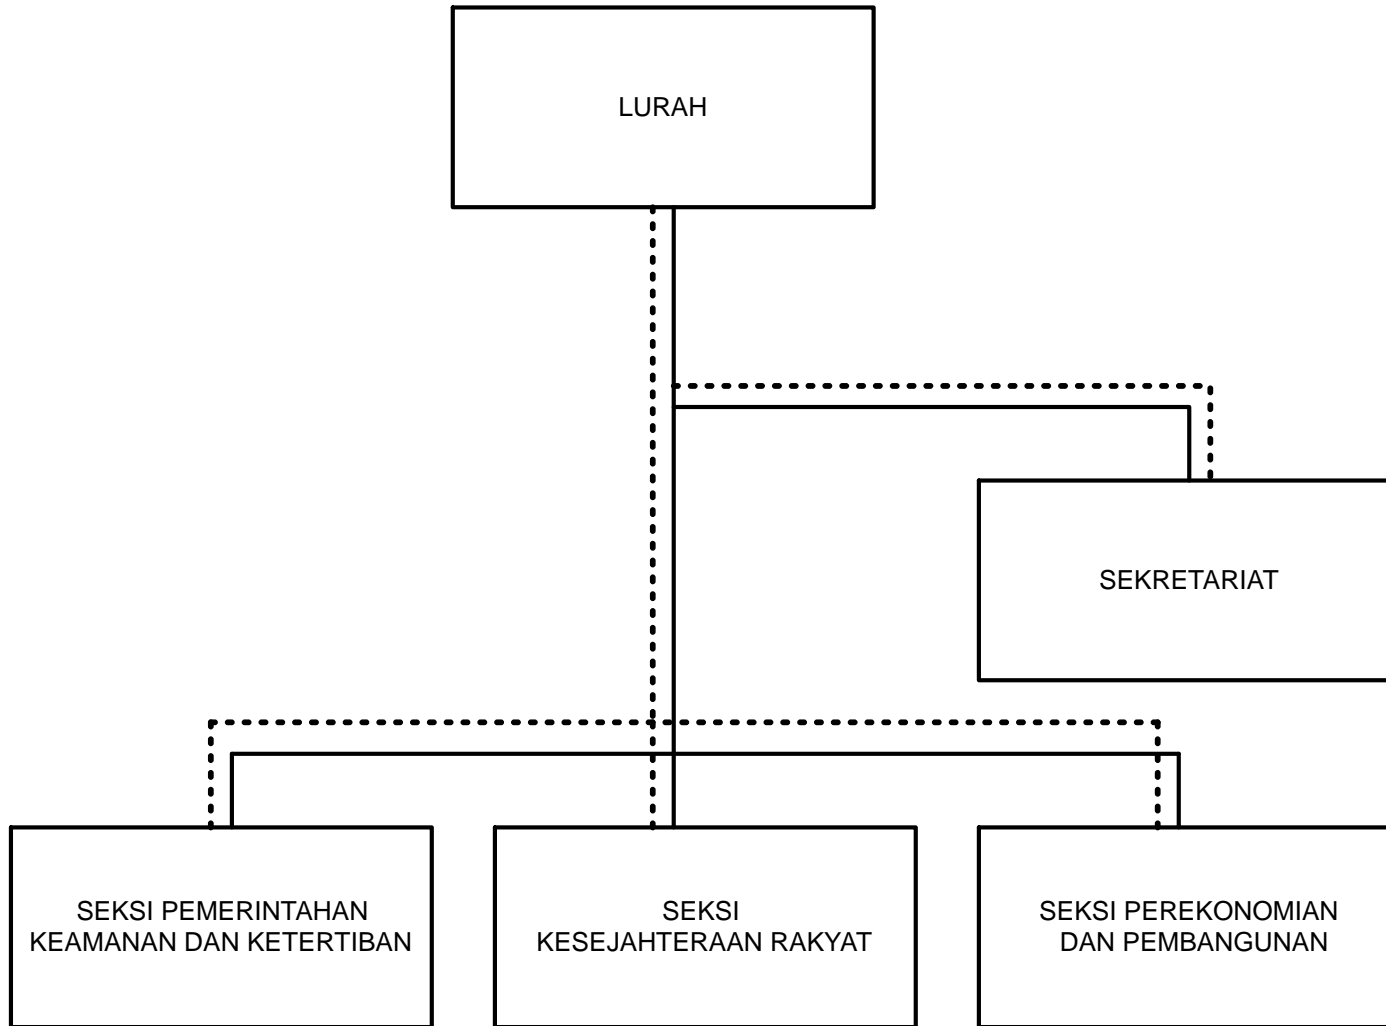 LURAH
SEKRETARIAT
SEKSI PEMERINTAHAN
KEAMANAN DAN KETERTIBAN
SEKSI
KESEJAHTERAAN RAKYAT
SEKSI PEREKONOMIAN
DAN PEMBANGUNAN